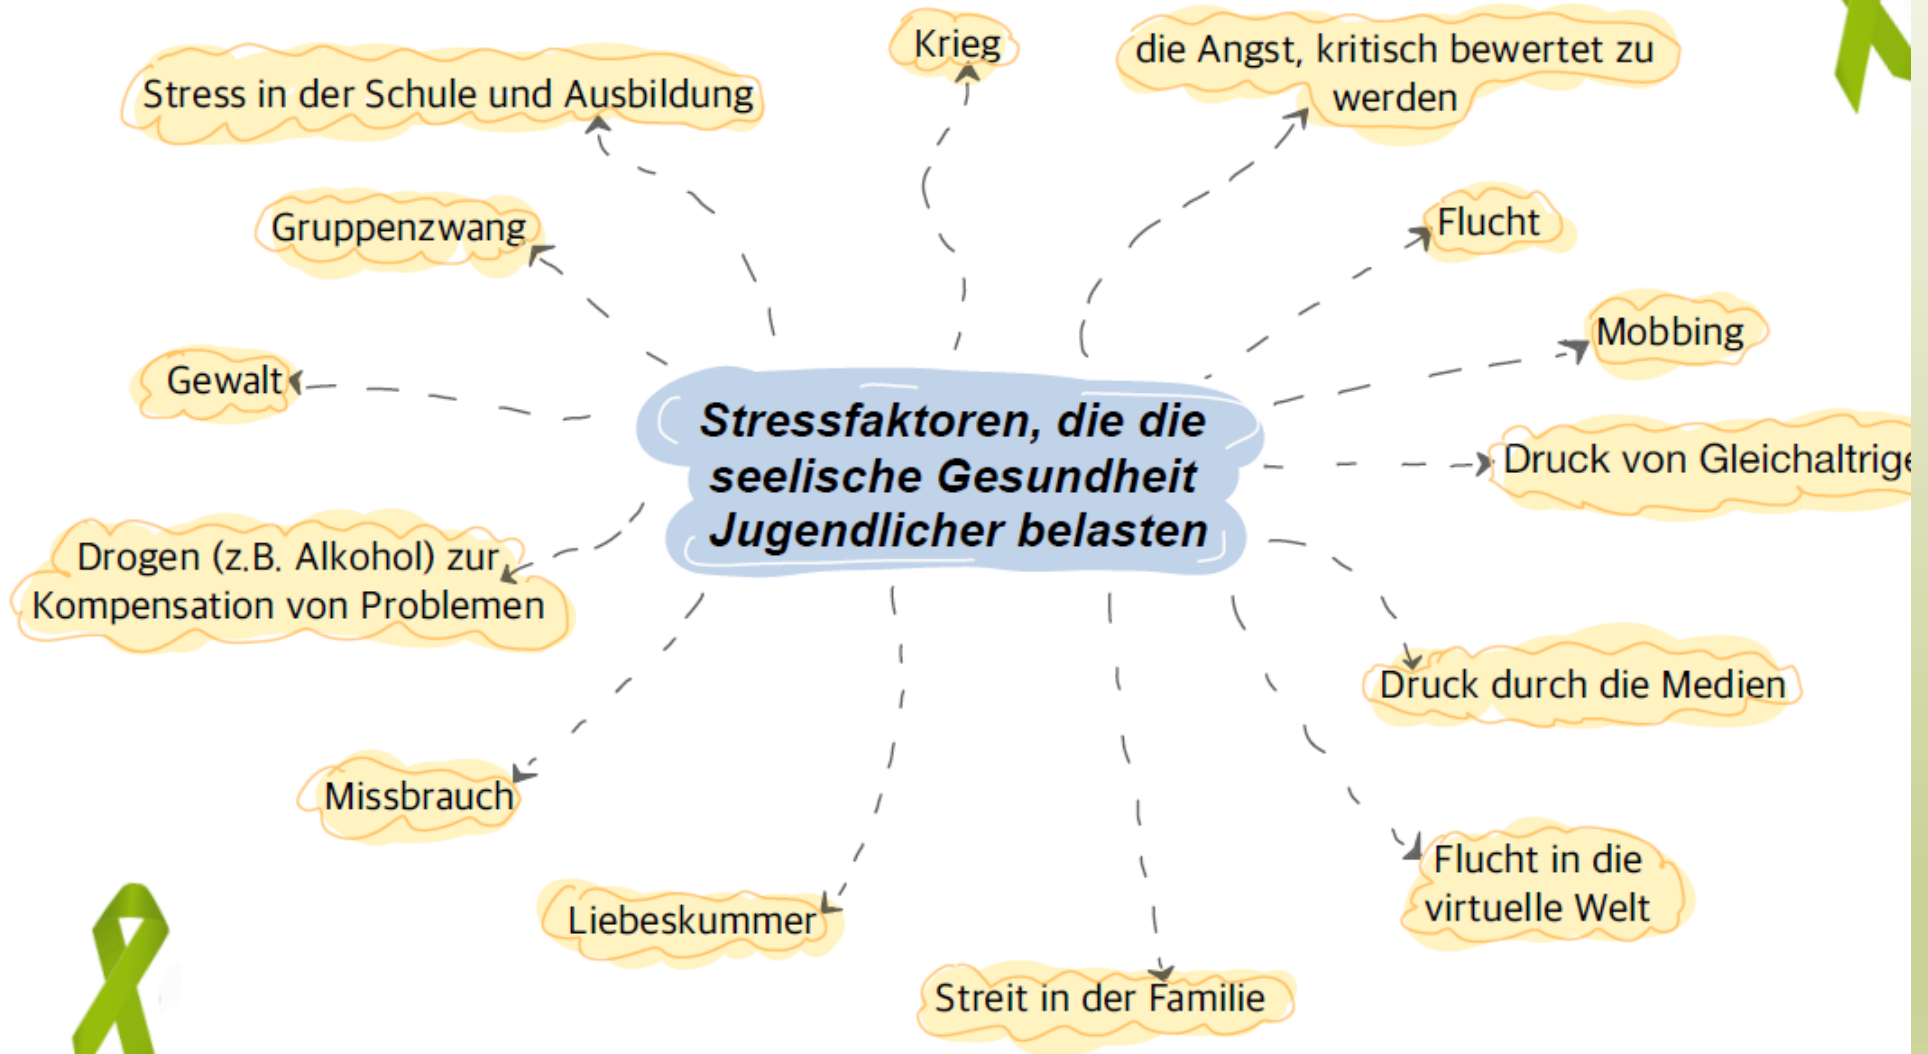 Krieg
die Angst, kritisch bewertet zu
werden
Stress in der Schule und Ausbildung
Gruppenzwang
Flucht
Mobbing
Gewalt
Stressfaktoren, die die
seelische Gesundheit
Jugendlicher belasten
Druck von
Drogen (z.B. Alkohol) zur
Kompensation von Problemen
Druck durch die Medien
Missbrauch
Flucht in die
virtuelle Welt
Liebeskummer
Streit in der Familie